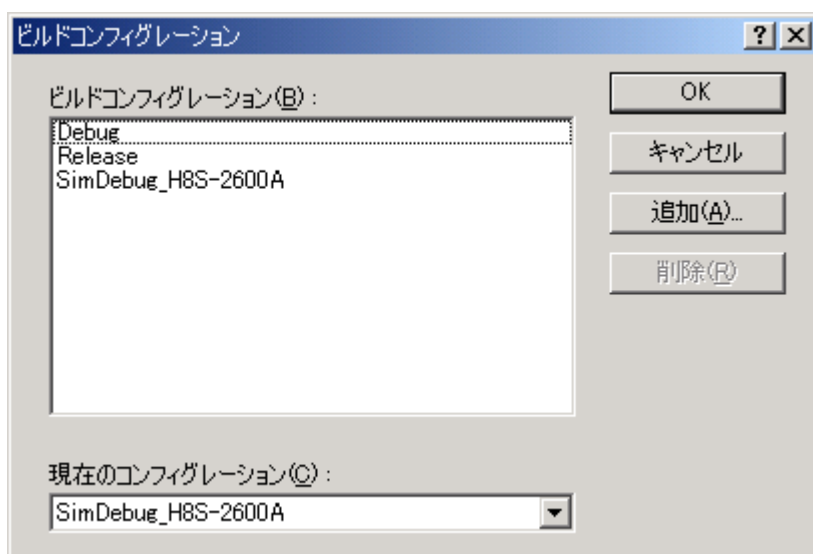 ビルドコンフィグレーション
ビルドコンフィグレーション(B) :
Debug
Release
SimDebug_H8S-2600A
OK
キャンセル
追加(A)...
削除(R)
現在のコンフィグレーション(C) :
SimDebug_H8S-2600A